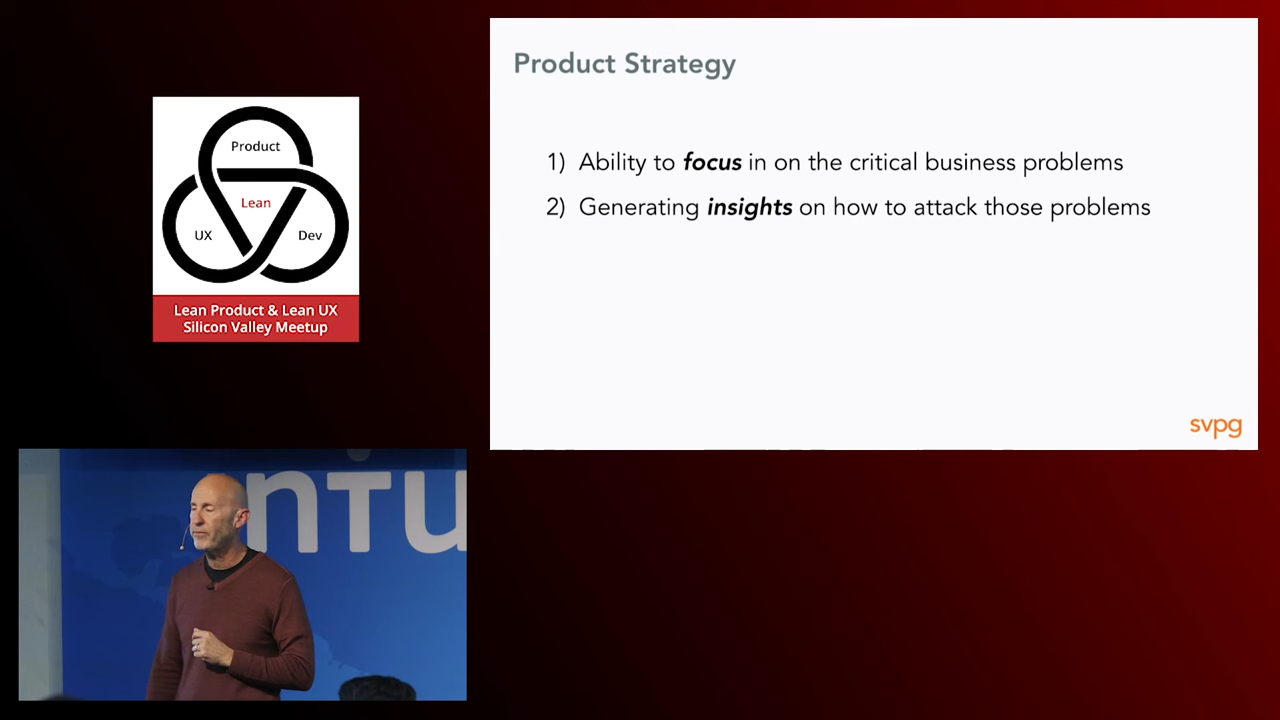 Product
Lean
UX
Dev
Lean Product & Lean UX
Silicon Valley Meetup
Product Strategy
1) Ability to focus in on the critical business problems
2) Generating insights on how to attack those problems
svpg
ntu